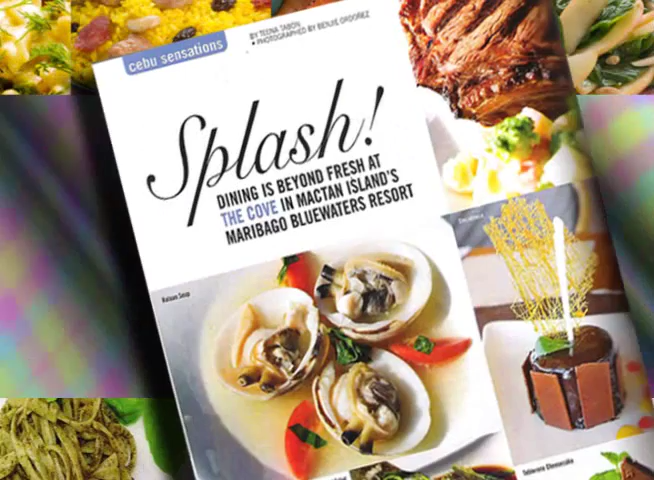 cebu sensations
BY TEENA TABON
• PHOTOGRAPHED BY BENJIE ORDOÑEZ
Splash!
DINING IS BEYOND FRESH AT
THE COVE IN MACTAN ISLAND'S
MARIBAGO BLUEWATERS RESORT